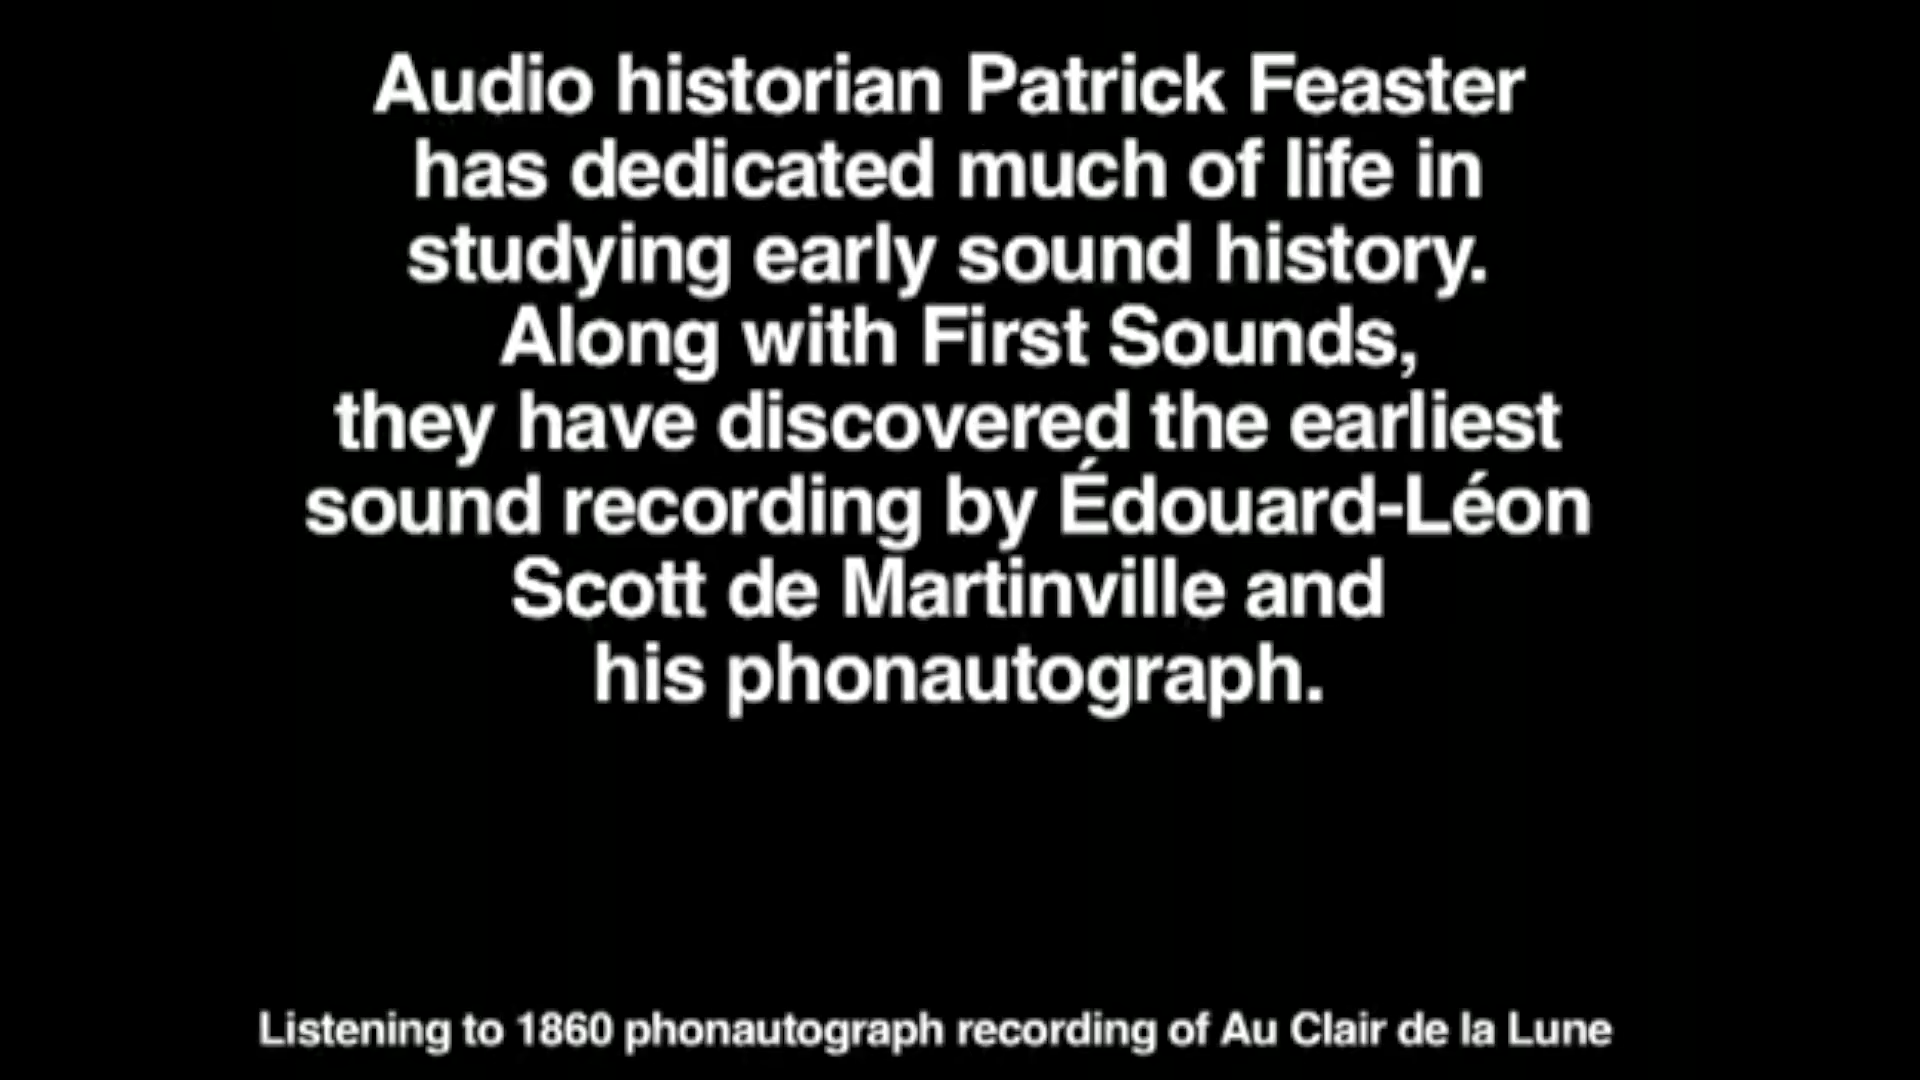 Audio historian Patrick Feaster
has dedicated much of life in
studying early sound history.
Along with First Sounds,
they have discovered the earliest
sound recording by Édouard-Léon
Scott de Martinville and
his phonautograph.
Listening to 1860 phonautograph recording of Au Clair de la Lune